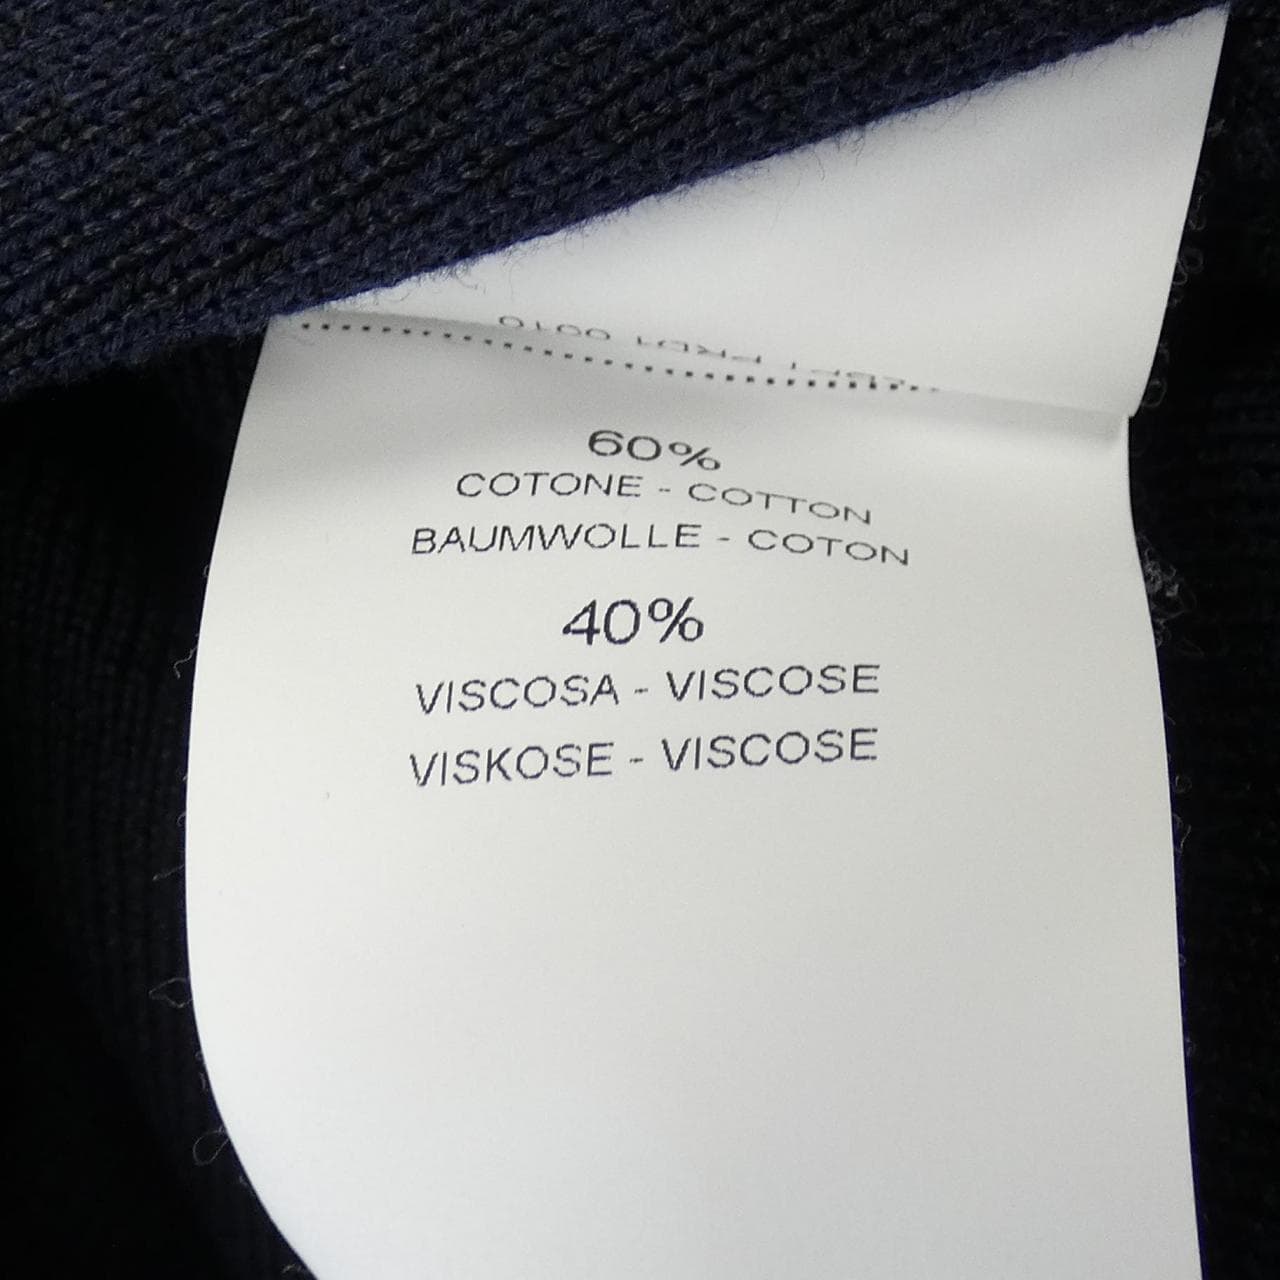 60%
COTONE - COTTON
BAUMWOLLE - COTON
40%
VISCOSA - VISCOSE
VISKOSE - VISCOSE